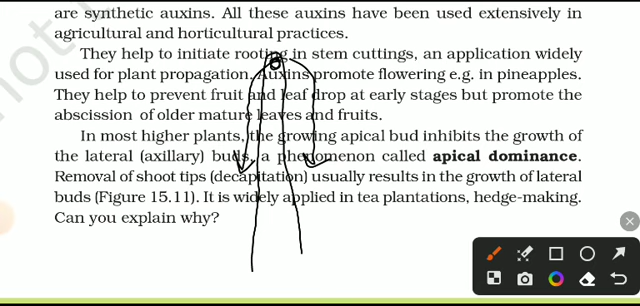 are synthetic auxins. All these auxins have been used extensively in
agricultural and horticultural practices.
They help to initiate rooting in stem cuttings, an application widely
used for plant propagation. Auxins promote flowering e.g. in pineapples.
They help to prevent fruit and leaf drop at early stages but promote the
abscission of older mature leaves and fruits.
In most higher plants, the growing apical bud inhibits the growth of
the lateral (axillary) buds, a phenomenon called apical dominance.
Removal of shoot tips (decapitation) usually results in the growth of lateral
buds (Figure 15.11). It is widely applied in tea plantations, hedge-making.
Can you explain why?